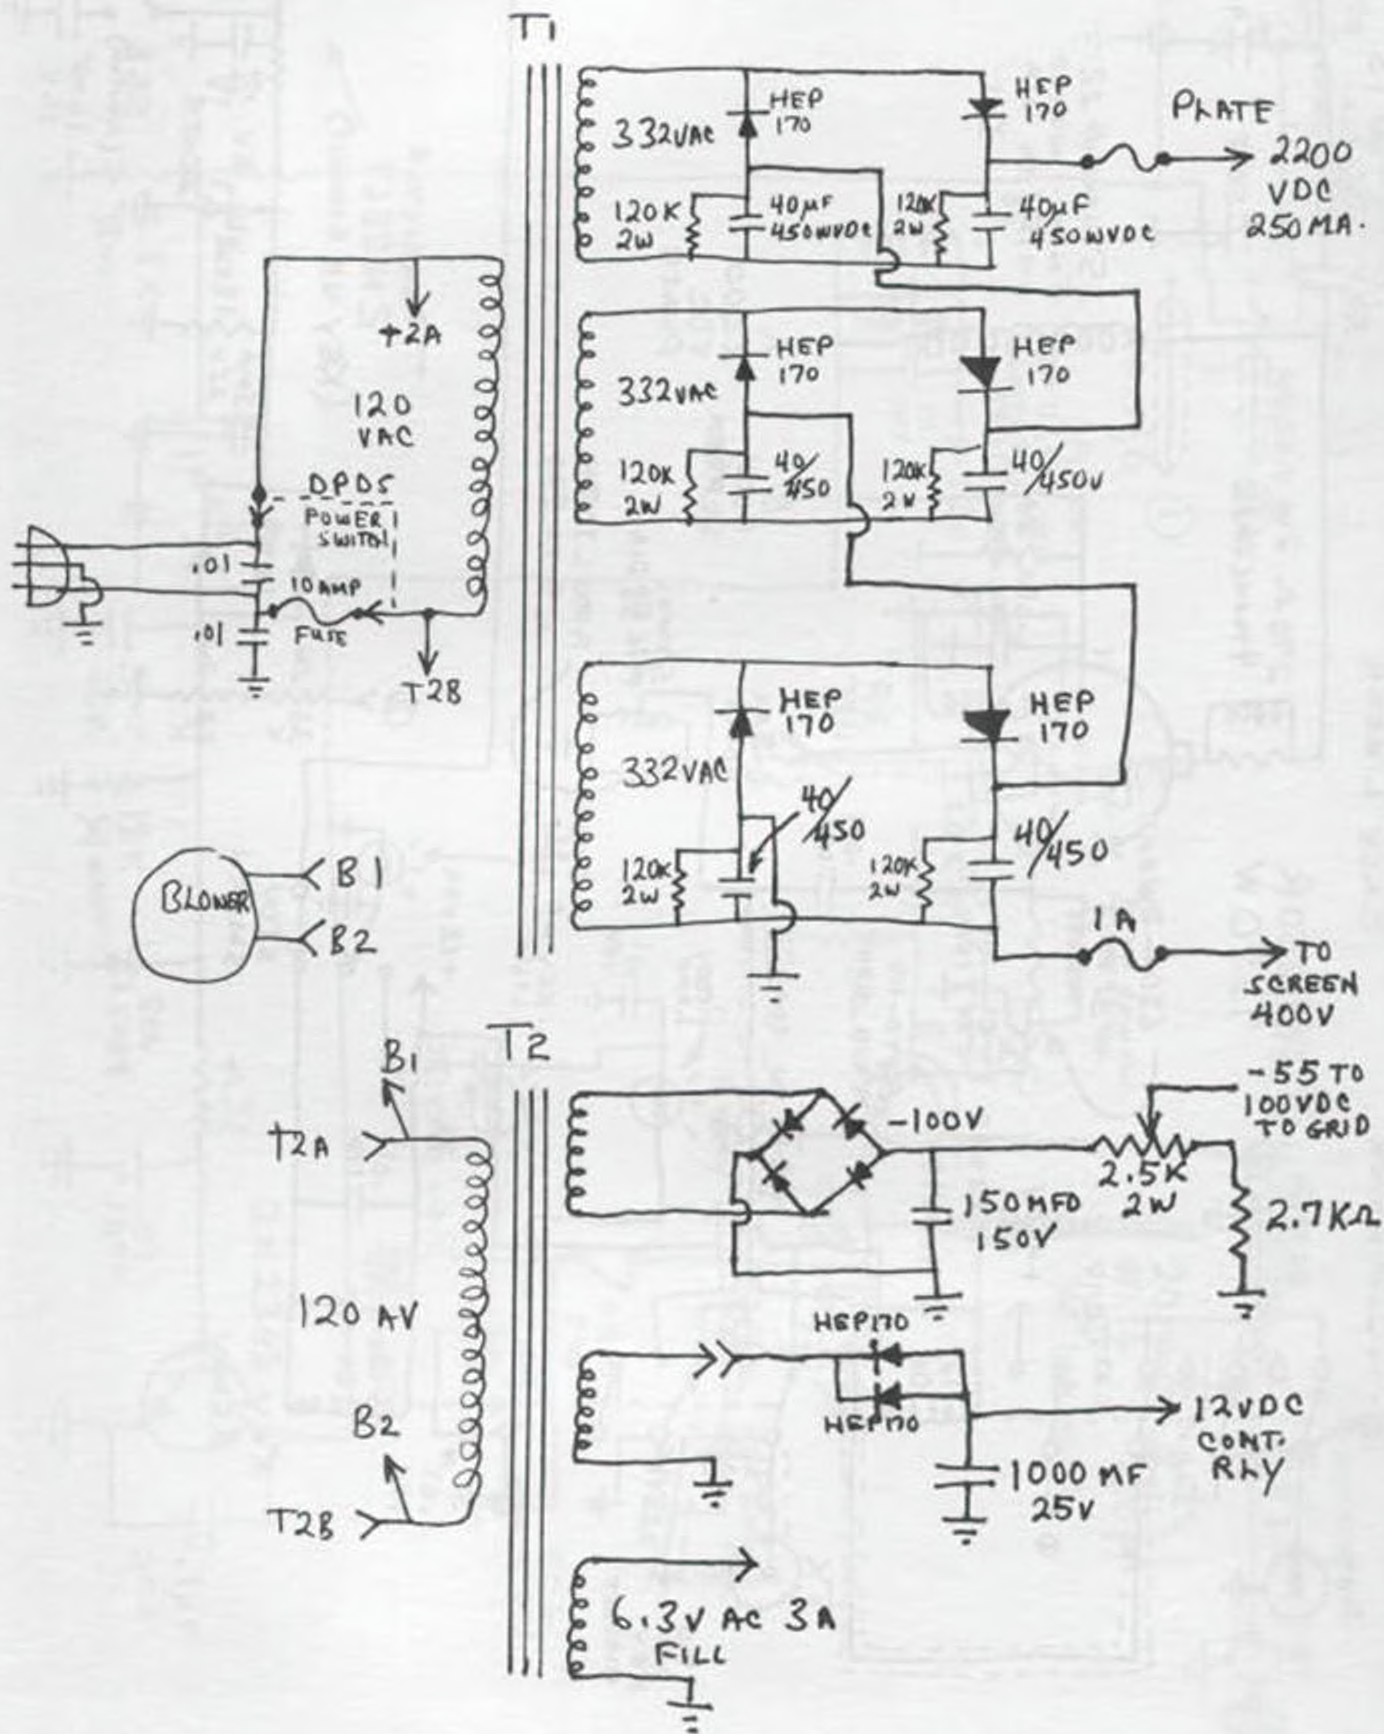 T1
HEP
170
HEP
170
PLATE
332VAC
2200
VDC
250MA.
120K
2W
40µF
450WVDC
120K
2W
40µF
450WVDC
+2A
120
VAC
HEP
170
HEP
170
332VAC
120K
2W
40/450
120K
2W
40/450V
DPDS
POWER
SWITCH
.01
10 AMP
FUSE
.01
T2B
HEP
170
HEP
170
332VAC
40/450
40/450
120K
2W
120K
2W
BLOWER
B1
B2
1A
TO
SCREEN
400V
T2
B1
T2A
-100V
-55 TO
100VDC
TO GRID
2.5K
2W
150MFD
150V
2.7KΩ
120 AV
HEP170
HEP170
12VDC
CONT.
RLY
B2
1000 MF
25V
T2B
6.3V AC 3A
FILL